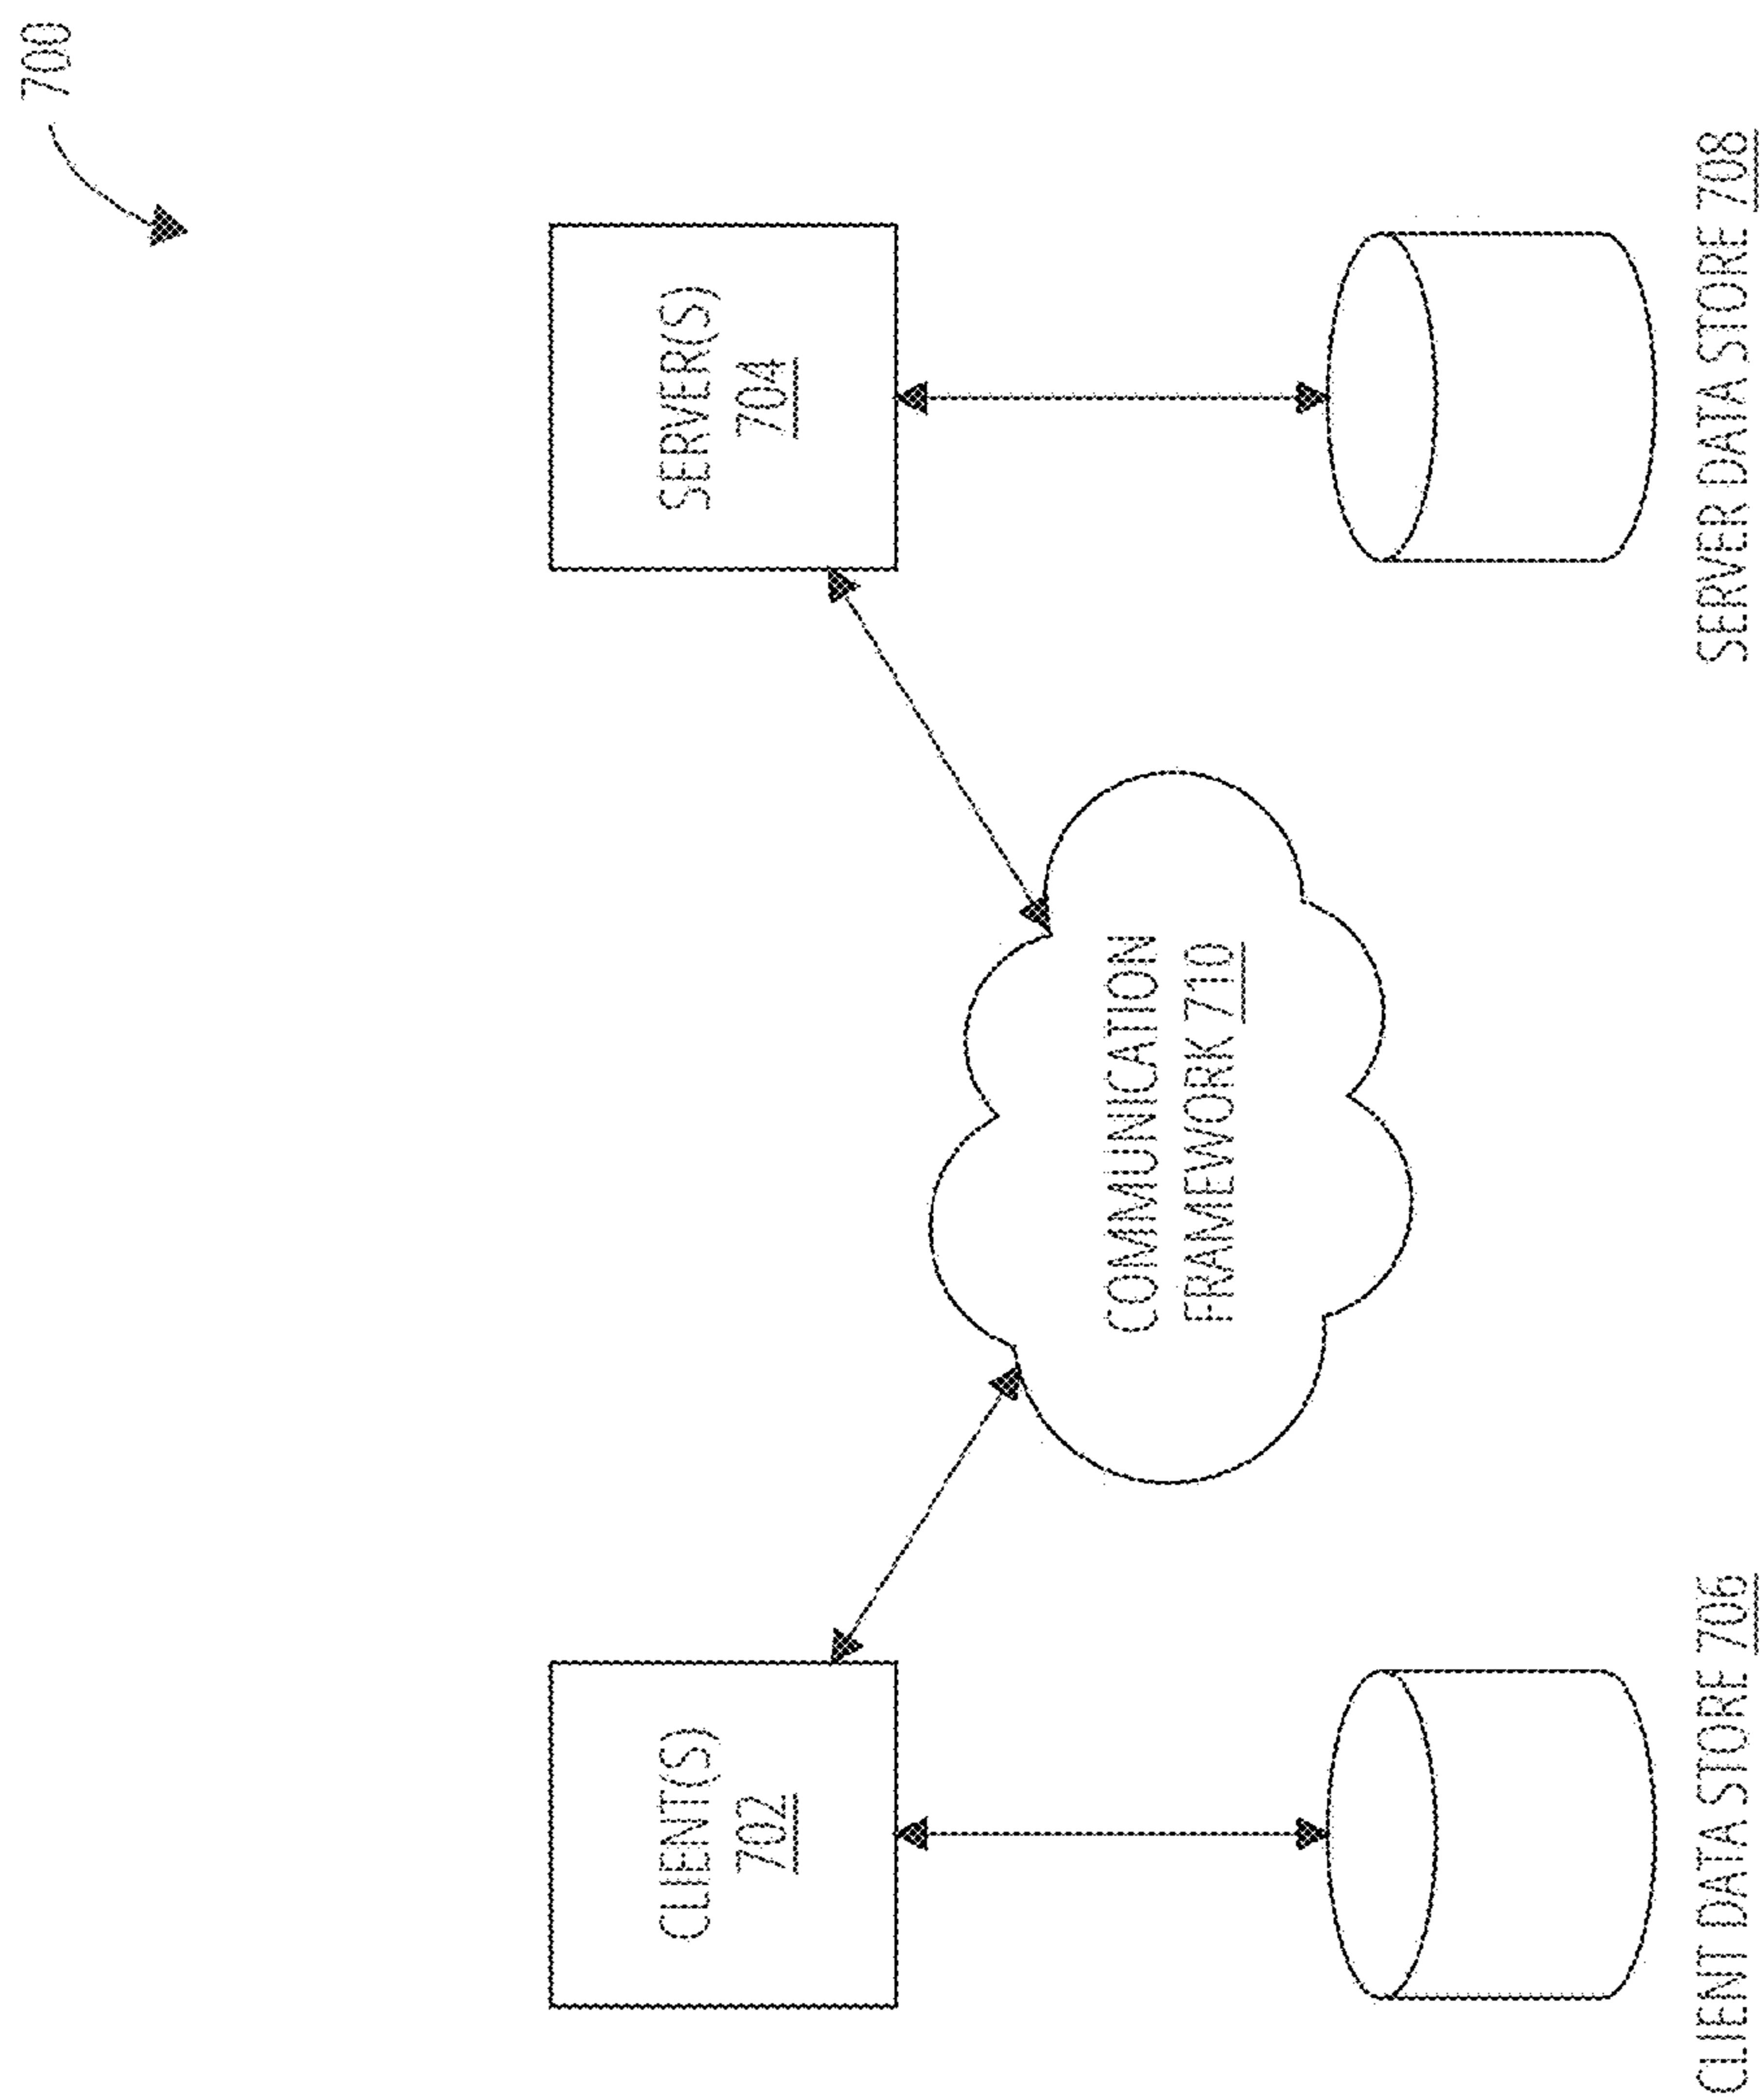 700
CLIENT(S)
702
SERVER(S)
704
COMMUNICATION
FRAMEWORK 710
CLIENT DATA STORE 706
SERVER DATA STORE 708